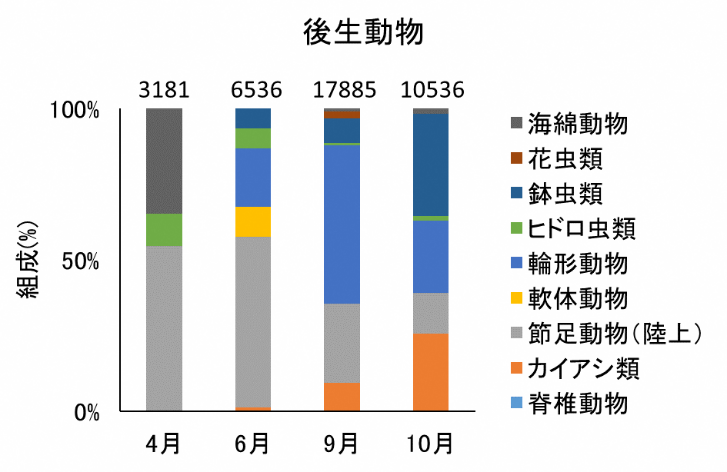 後生動物
3181 6536 17885 10536
100%
50%
0%
組成(%)
4月 6月 9月 10月
海綿動物
花虫類
鉢虫類
ヒドロ虫類
輪形動物
軟体動物
節足動物（陸上）
カイアシ類
脊椎動物